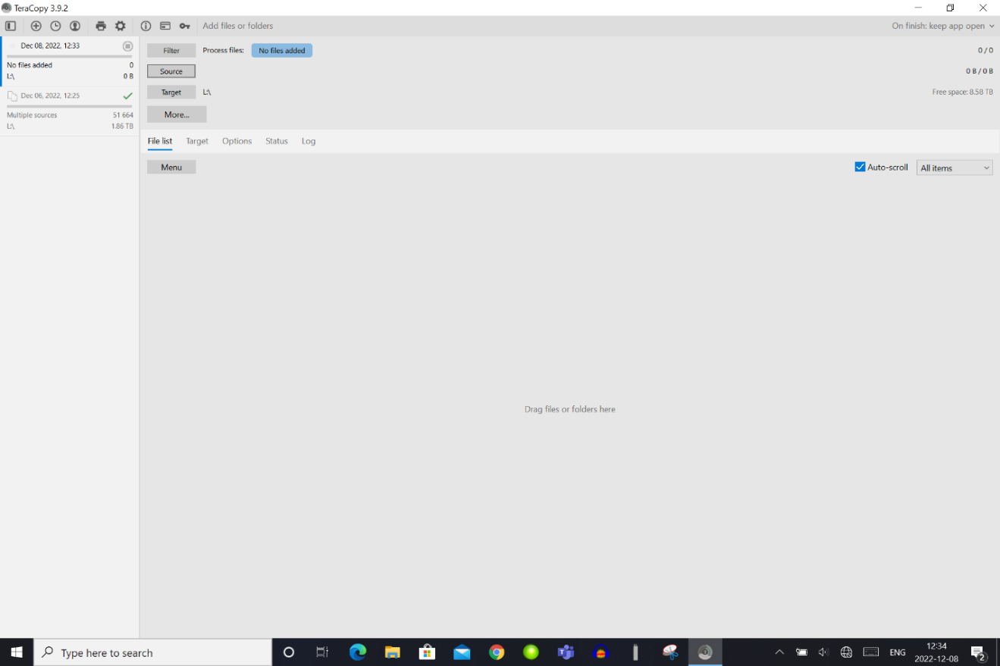 TeraCopy 3.9.2
Add files or folders
On finish: keep app open
Dec 08, 2022, 12:33
No files added 0
L:\ 0 B
Dec 06, 2022, 12:25
Multiple sources 51 664
L:\ 1.86 TB
Filter Process files: No files added 0 / 0
Source 0 B / 0 B
Target L:\ Free space: 8.58 TB
More...
File list Target Options Status Log
Menu Auto-scroll All items
Drag files or folders here
Type here to search
ENG
12:34
2022-12-08
2